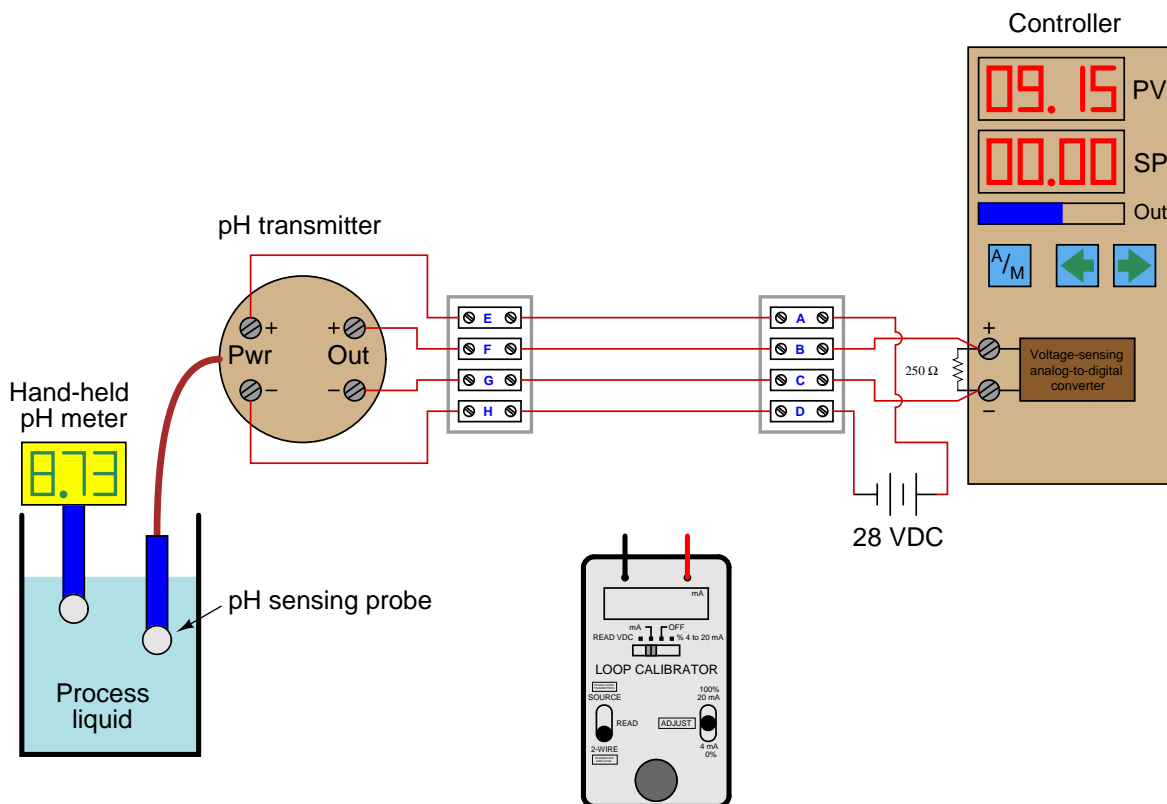 Controller
09.15 PV
00.00 SP
Out
A/M
pH transmitter
+ +
Pwr Out
− −
E
F
G
H
A
B
C
D
+
250 Ω
−
Voltage-sensing
analog-to-digital
converter
28 VDC
Hand-held
pH meter
8.73
pH sensing probe
Process
liquid
mA
mA OFF
READ VDC % 4 to 20 mA
LOOP CALIBRATOR
SOURCE
READ
2-WIRE
100%
20 mA
ADJUST
4 mA
0%